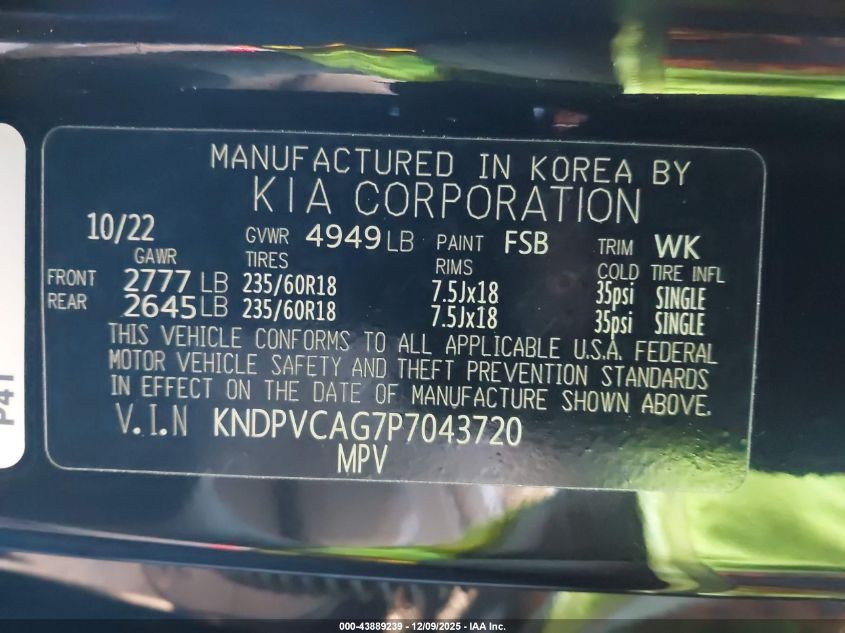 MANUFACTURED IN KOREA BY
KIA CORPORATION
10/22 GVWR 4949 LB PAINT FSB TRIM WK
GAWR TIRES RIMS COLD TIRE INFL
FRONT 2777 LB 235/60R18 7.5Jx18 35psi SINGLE
REAR 2645 LB 235/60R18 7.5Jx18 35psi SINGLE
THIS VEHICLE CONFORMS TO ALL APPLICABLE U.S.A. FEDERAL
MOTOR VEHICLE SAFETY AND THEFT PREVENTION STANDARDS
IN EFFECT ON THE DATE OF MANUFACTURE SHOWN ABOVE.
V.I.N KNDPVCAG7P7043720
MPV
P41
000-43889239 - 12/09/2025 - IAA Inc.